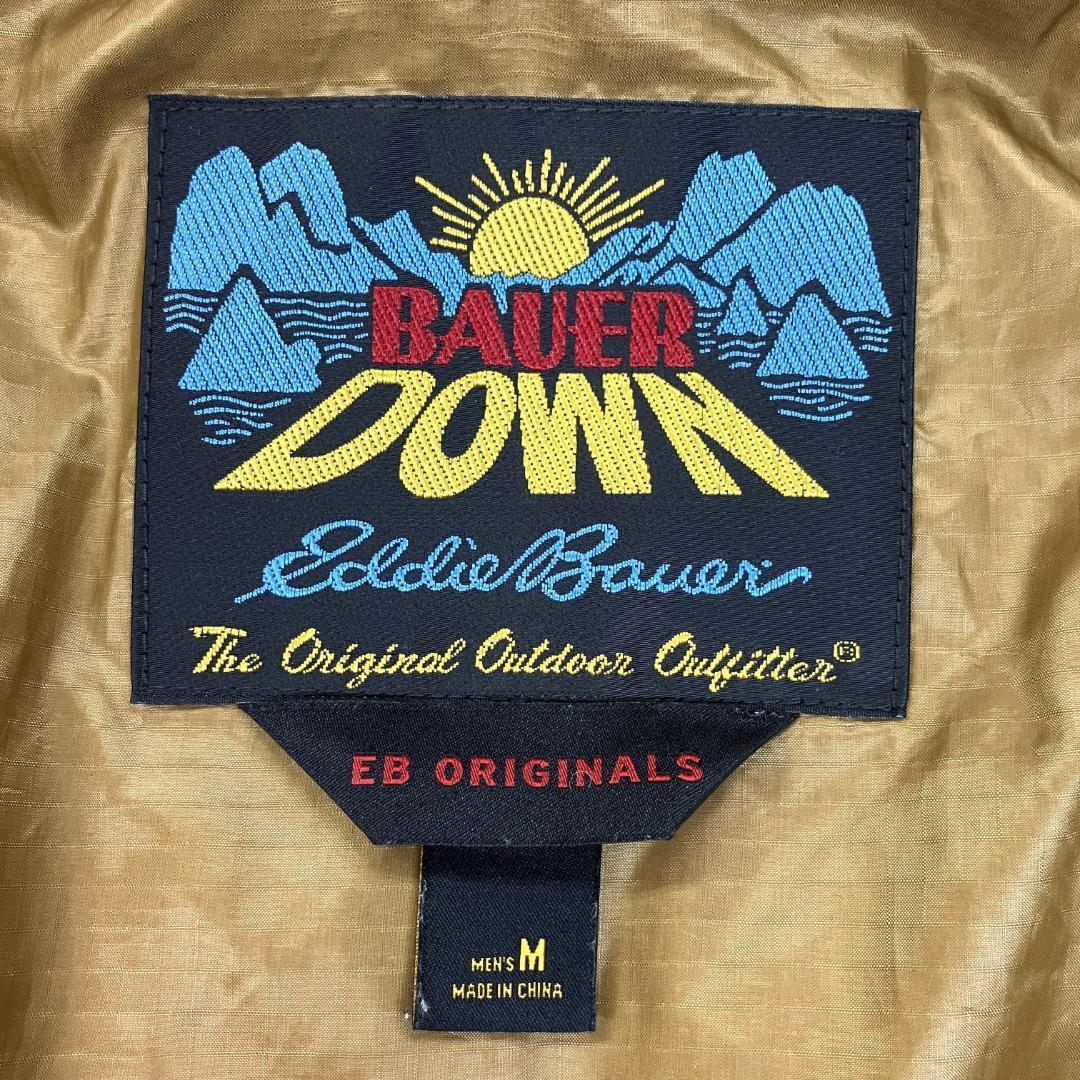 BAUER
DOWN
Eddie Bauer
The Original Outdoor Outfitter®
EB ORIGINALS
MEN'S M
MADE IN CHINA